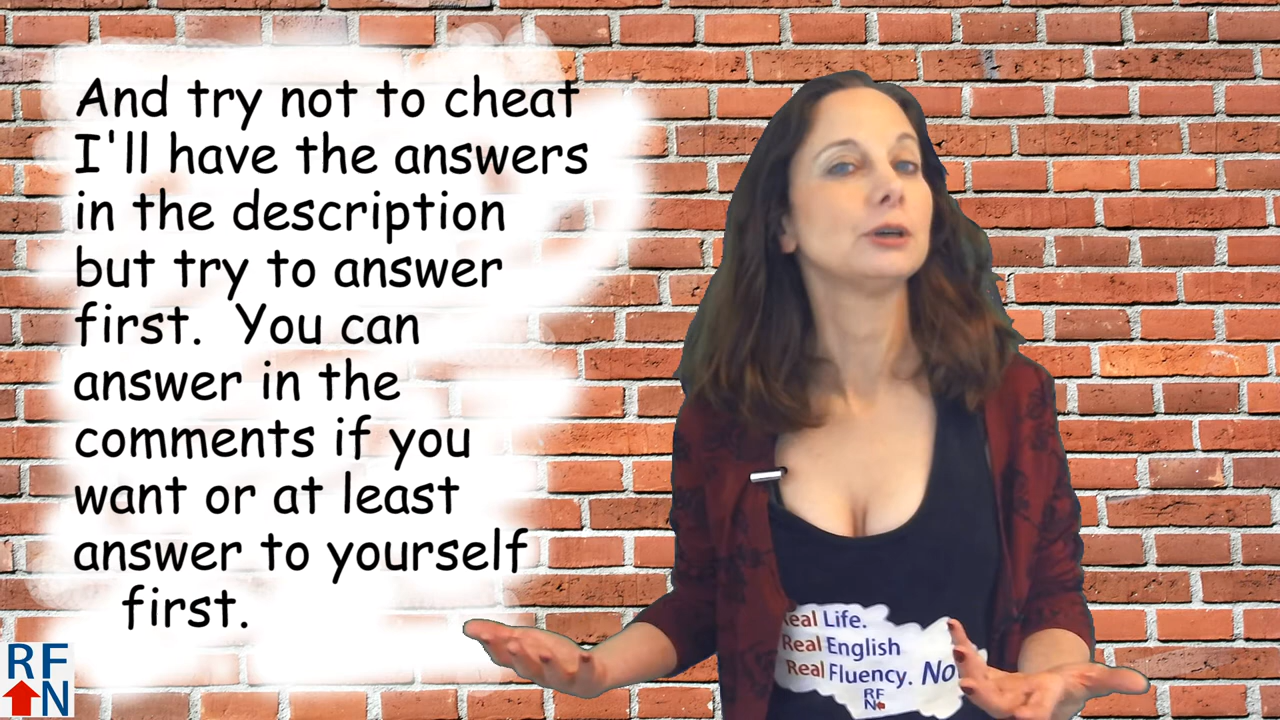 And try not to cheat
I'll have the answers
in the description
but try to answer
first. You can
answer in the
comments if you
want or at least
answer to yourself
first.
RF
N
Real Life.
Real English
Real Fluency. No
RF
N